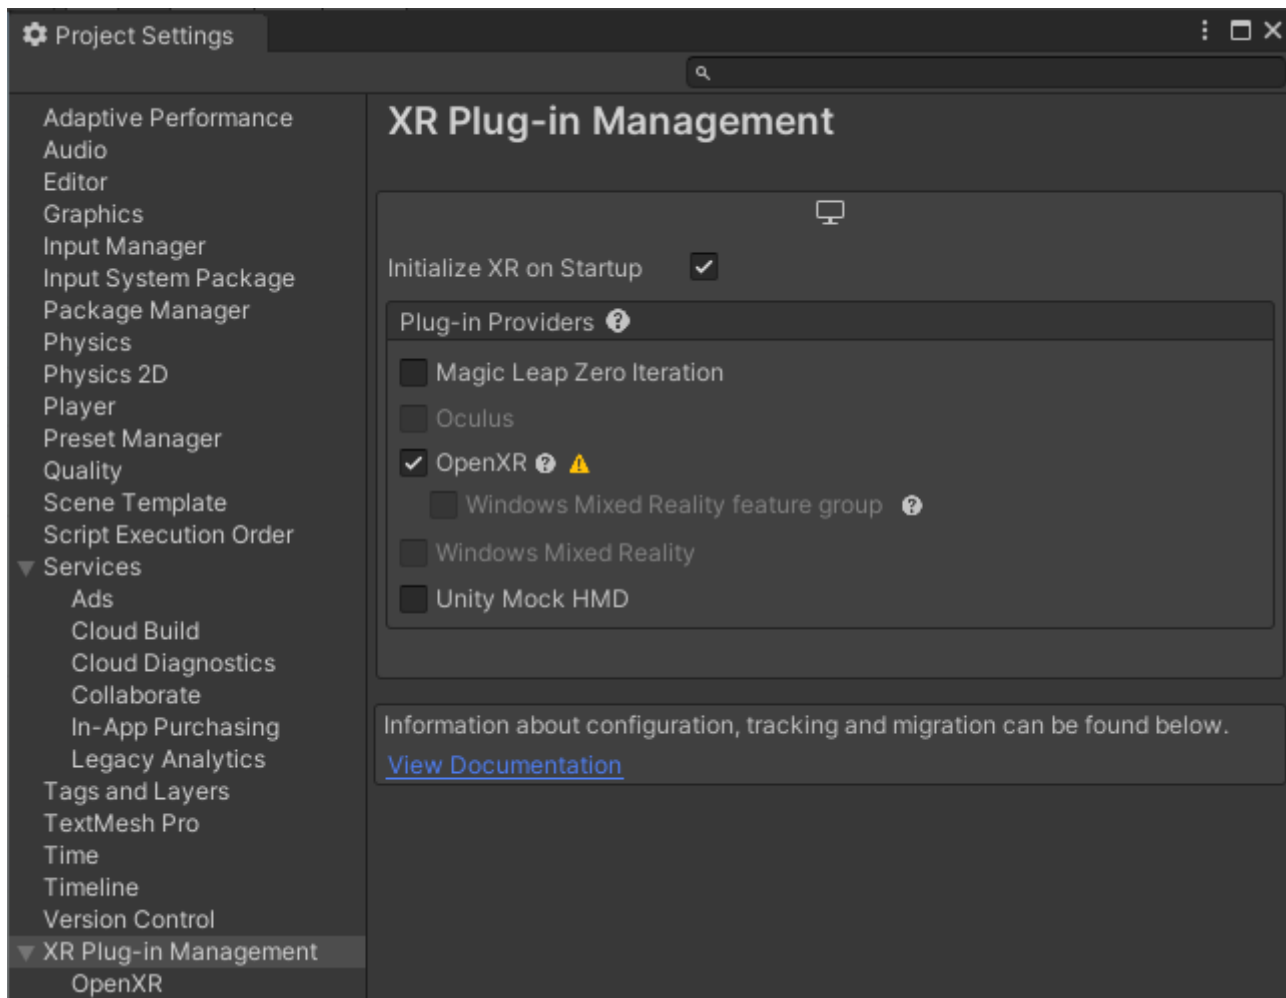 Project Settings
Adaptive Performance
Audio
Editor
Graphics
Input Manager
Input System Package
Package Manager
Physics
Physics 2D
Player
Preset Manager
Quality
Scene Template
Script Execution Order
Services
Ads
Cloud Build
Cloud Diagnostics
Collaborate
In-App Purchasing
Legacy Analytics
Tags and Layers
TextMesh Pro
Time
Timeline
Version Control
XR Plug-in Management
OpenXR
XR Plug-in Management
Initialize XR on Startup
Plug-in Providers
Magic Leap Zero Iteration
Oculus
OpenXR
Windows Mixed Reality feature group
Windows Mixed Reality
Unity Mock HMD
Information about configuration, tracking and migration can be found below.
View Documentation